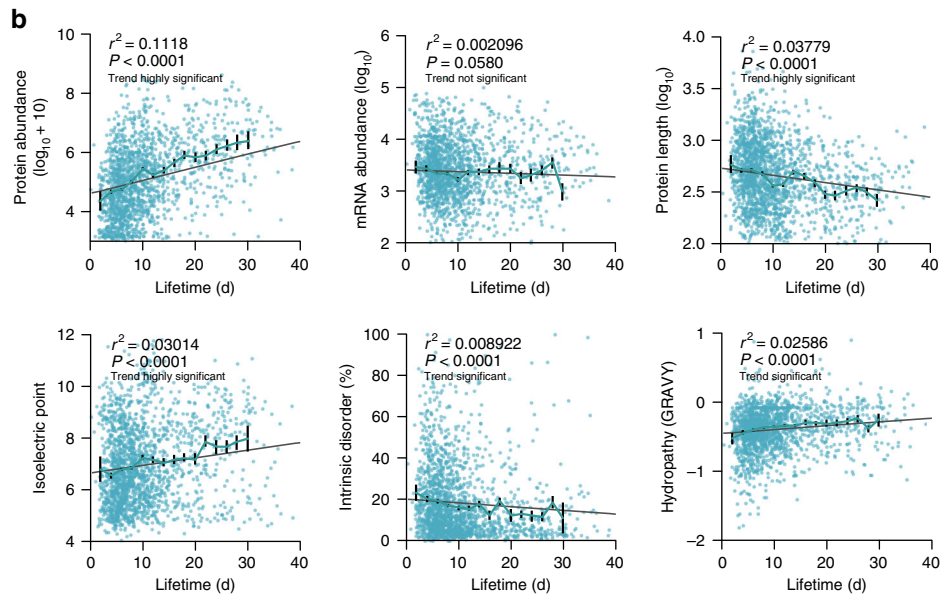 b
r² = 0.1118
P < 0.0001
Trend highly significant
Protein abundance
(log₁₀ + 10)
10
8
6
4
0 10 20 30 40
Lifetime (d)
r² = 0.002096
P = 0.0580
Trend not significant
mRNA abundance (log₁₀)
6
5
4
3
2
0 10 20 30 40
Lifetime (d)
r² = 0.03779
P < 0.0001
Trend highly significant
Protein length (log₁₀)
4.0
3.5
3.0
2.5
2.0
0 10 20 30 40
Lifetime (d)
r² = 0.03014
P < 0.0001
Trend highly significant
Isoelectric point
12
10
8
6
4
0 10 20 30 40
Lifetime (d)
r² = 0.008922
P < 0.0001
Trend significant
Intrinsic disorder (%)
100
80
60
40
20
0
0 10 20 30 40
Lifetime (d)
r² = 0.02586
P < 0.0001
Trend significant
Hydropathy (GRAVY)
1
0
−1
−2
0 10 20 30 40
Lifetime (d)